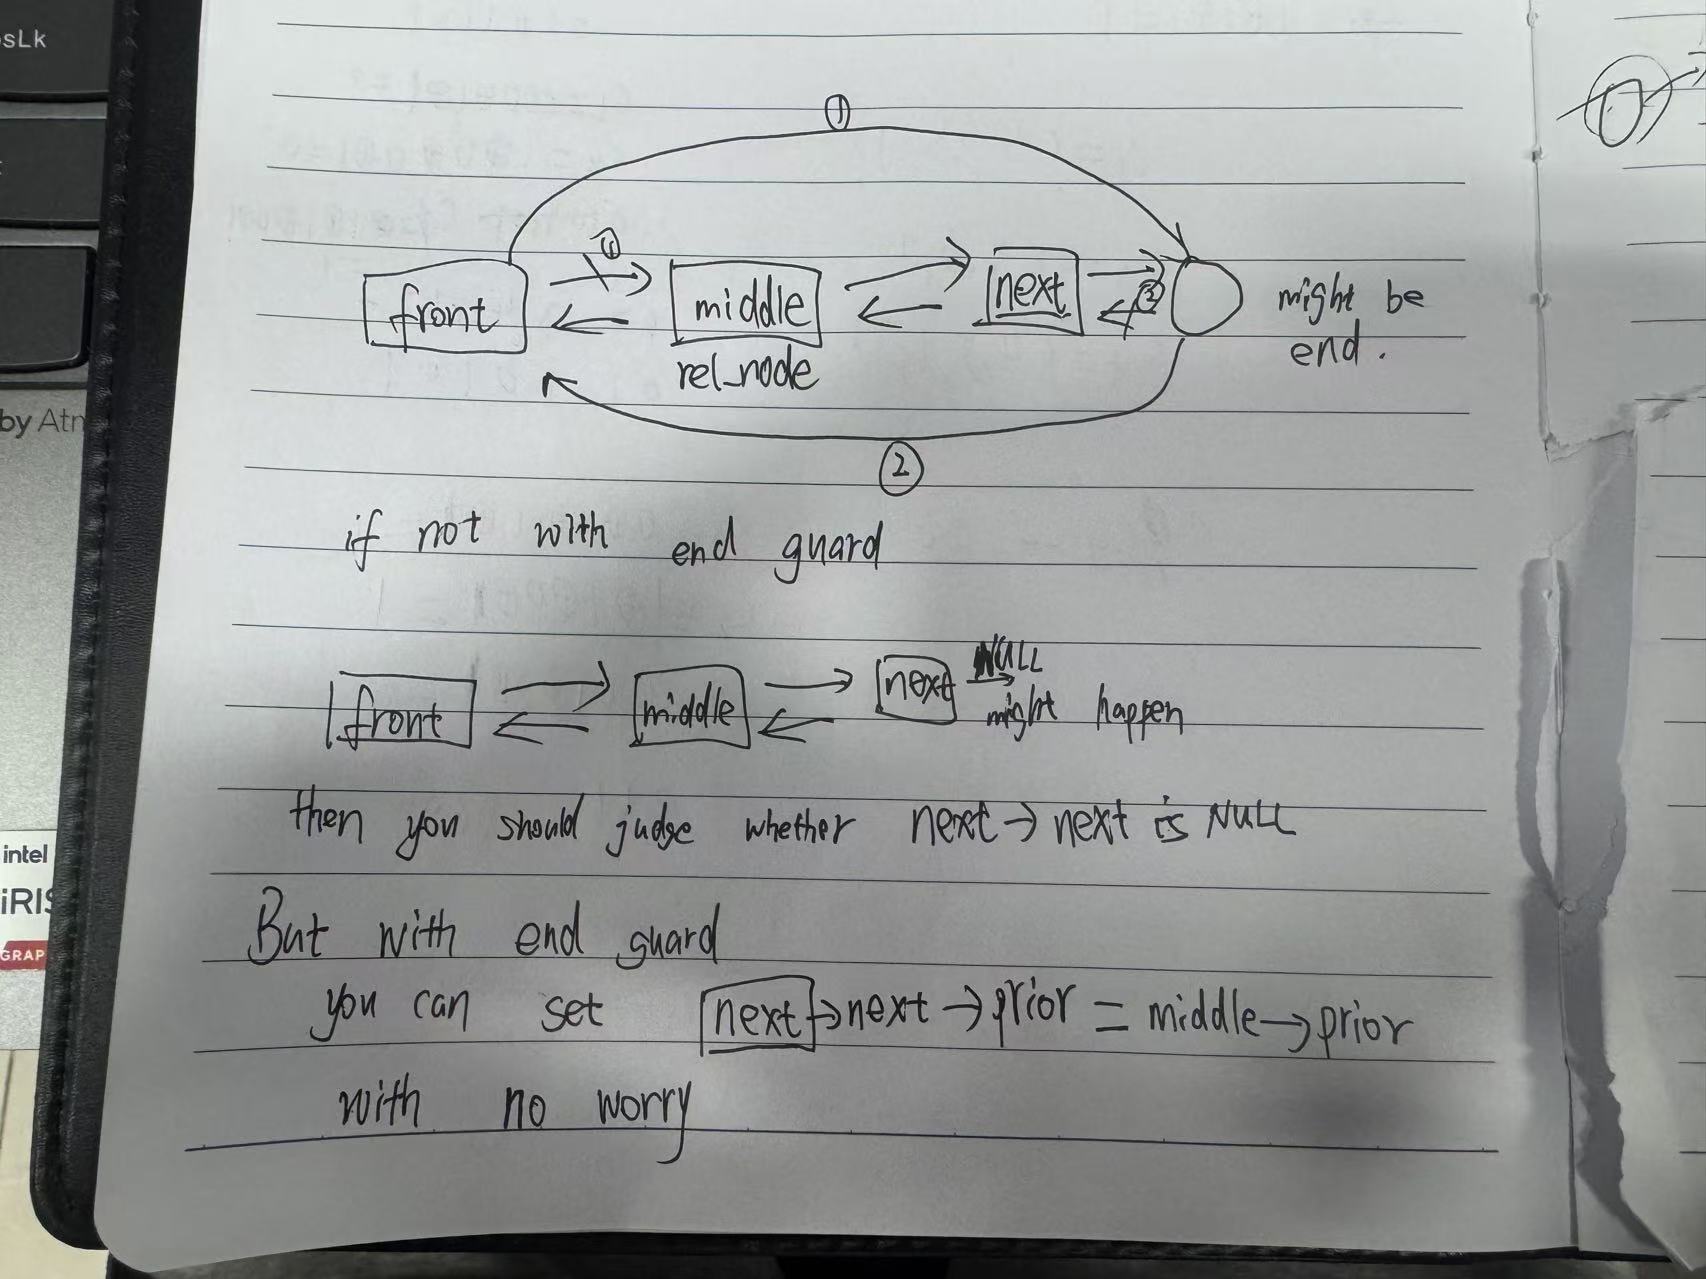 sLk
①
①
front
middle
next
②
might be
end.
rel_node
by
②
if not with end guard
NULL
front
middle
next
might happen
then you should judge whether next → next is NULL
intel
iRIS
GRAP
But with end guard
you can set next → next → prior = middle → prior
with no worry